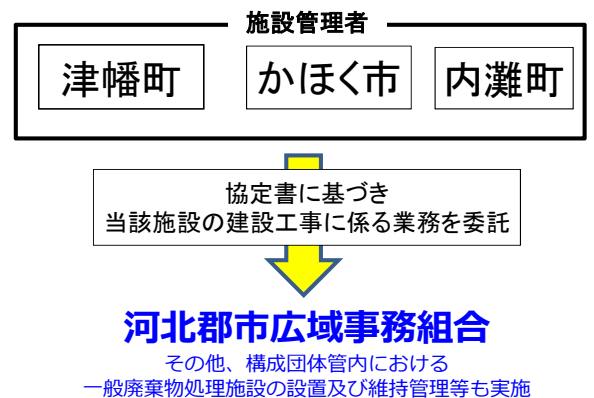 施設管理者
津幡町 かほく市 内灘町
協定書に基づき
当該施設の建設工事に係る業務を委託
河北郡市広域事務組合
その他、構成団体管内における
一般廃棄物処理施設の設置及び維持管理等も実施